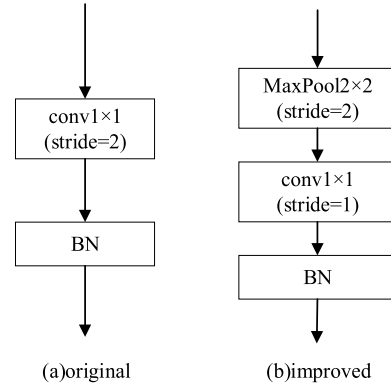 conv1×1
(stride=2)
BN
(a)original
MaxPool2×2
(stride=2)
conv1×1
(stride=1)
BN
(b)improved